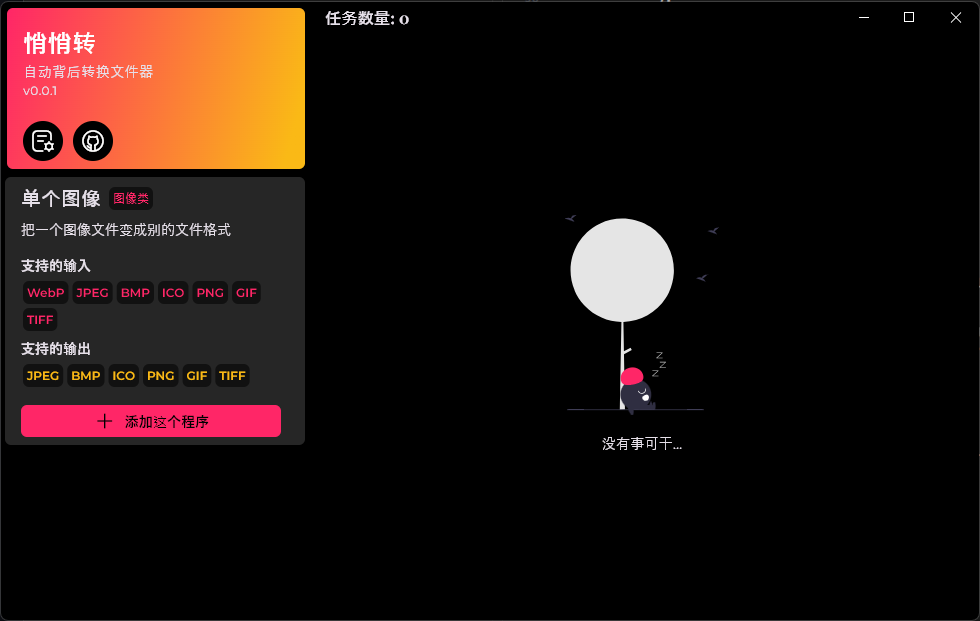 任务数量: 0
悄悄转
自动背后转换文件器
v0.0.1
单个图像 图像类
把一个图像文件变成别的文件格式
支持的输入
WebP JPEG BMP ICO PNG GIF
TIFF
支持的输出
JPEG BMP ICO PNG GIF TIFF
添加这个程序
z
z
z
没有事可干...